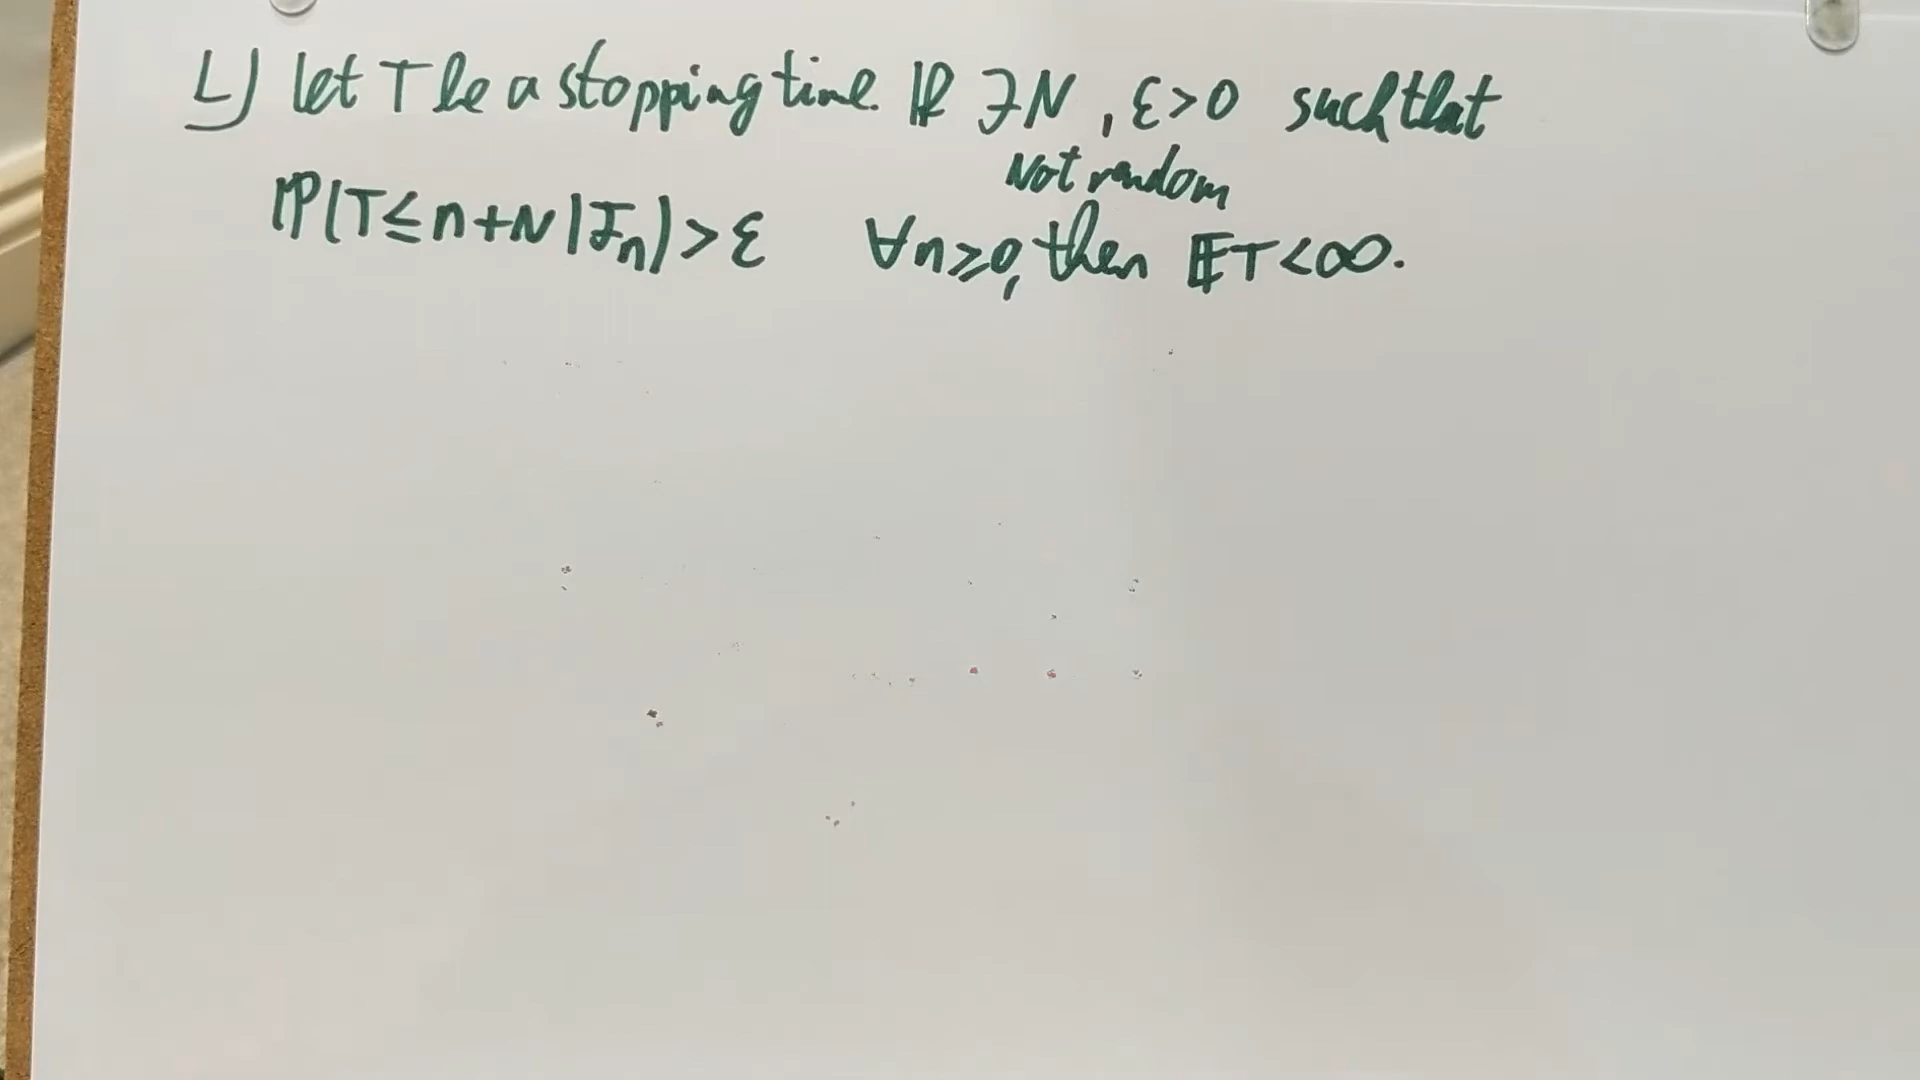 L) let T be a stopping time. If ∃N, ε>0 such that
Not random
ℙ(T≤n+N|ℱn)>ε ∀n≥0, then 𝔼T<∞.